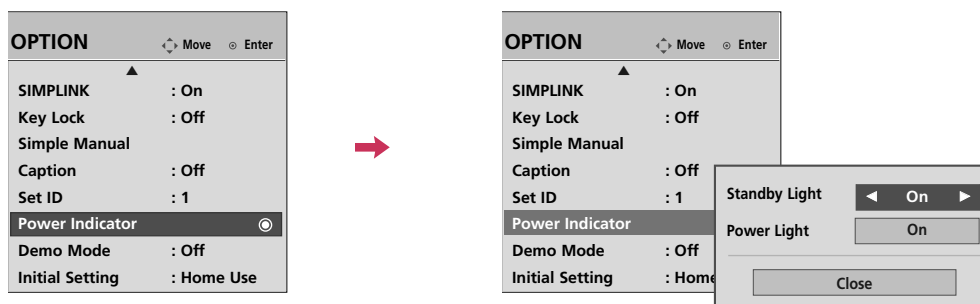 OPTION Move Enter
SIMPLINK : On
Key Lock : Off
Simple Manual
Caption : Off
Set ID : 1
Power Indicator
Demo Mode : Off
Initial Setting : Home Use
OPTION Move Enter
SIMPLINK : On
Key Lock : Off
Simple Manual
Caption : Off
Set ID : 1
Power Indicator
Demo Mode : Off
Initial Setting : Home
Standby Light On
Power Light On
Close